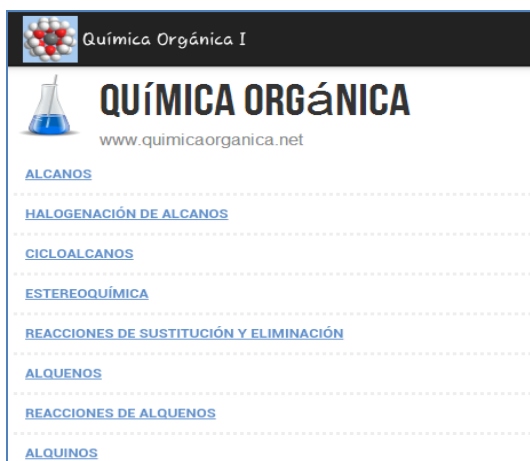 Química Orgánica I
QUíMICA ORGáNICA
www.quimicaorganica.net
ALCANOS
HALOGENACIÓN DE ALCANOS
CICLOALCANOS
ESTEREOQUÍMICA
REACCIONES DE SUSTITUCIÓN Y ELIMINACIÓN
ALQUENOS
REACCIONES DE ALQUENOS
ALQUINOS